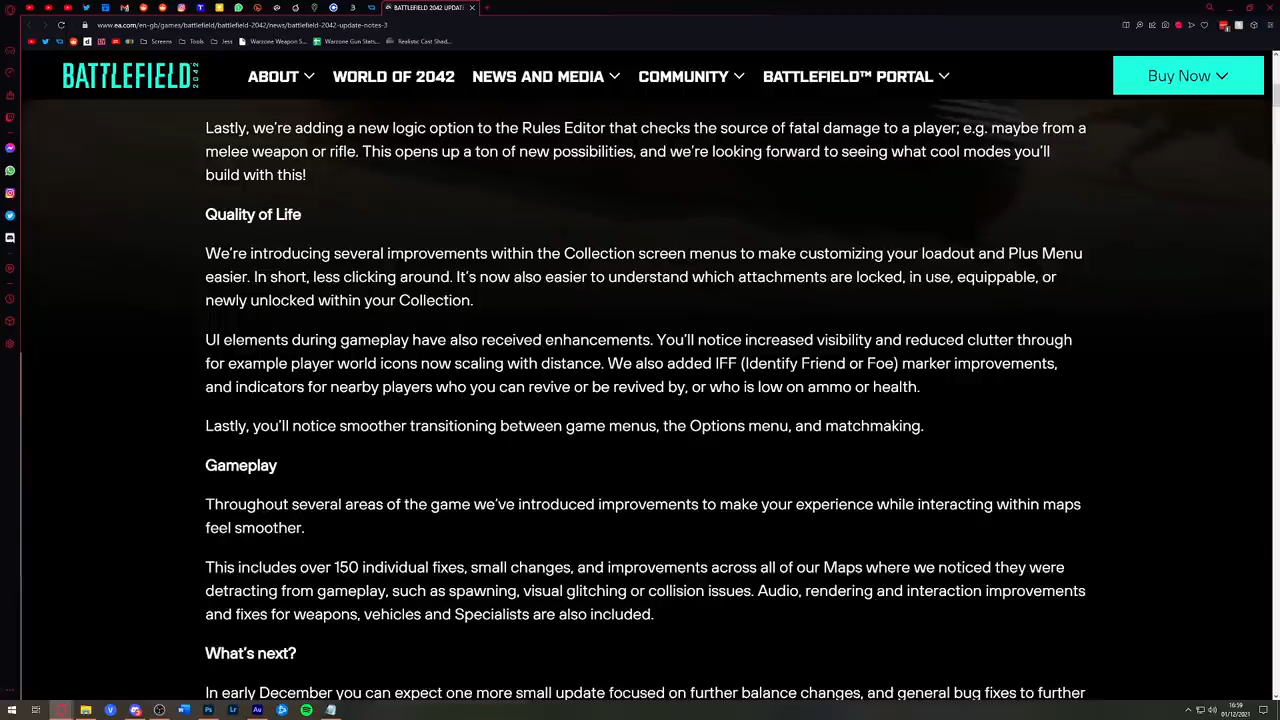 BATTLEFIELD 2042 UPDAT
www.ea.com/en-gb/games/battlefield/battlefield-2042/news/battlefield-2042-update-notes-3
Screens Tools Jess Warzone Weapon S... Warzone Gun Stats... Realistic Cast Shad...
BATTLEFIELD 2042 ABOUT WORLD OF 2042 NEWS AND MEDIA COMMUNITY BATTLEFIELD™ PORTAL Buy Now
Lastly, we're adding a new logic option to the Rules Editor that checks the source of fatal damage to a player; e.g. maybe from a
melee weapon or rifle. This opens up a ton of new possibilities, and we're looking forward to seeing what cool modes you'll
build with this!
Quality of Life
We're introducing several improvements within the Collection screen menus to make customizing your loadout and Plus Menu
easier. In short, less clicking around. It's now also easier to understand which attachments are locked, in use, equippable, or
newly unlocked within your Collection.
UI elements during gameplay have also received enhancements. You'll notice increased visibility and reduced clutter through
for example player world icons now scaling with distance. We also added IFF (Identify Friend or Foe) marker improvements,
and indicators for nearby players who you can revive or be revived by, or who is low on ammo or health.
Lastly, you'll notice smoother transitioning between game menus, the Options menu, and matchmaking.
Gameplay
Throughout several areas of the game we've introduced improvements to make your experience while interacting within maps
feel smoother.
This includes over 150 individual fixes, small changes, and improvements across all of our Maps where we noticed they were
detracting from gameplay, such as spawning, visual glitching or collision issues. Audio, rendering and interaction improvements
and fixes for weapons, vehicles and Specialists are also included.
What's next?
In early December you can expect one more small update focused on further balance changes, and general bug fixes to further
16:59
01/12/2021